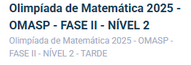 Olimpíada de Matemática 2025 -
OMASP - FASE II - NÍVEL 2
Olimpíada de Matemática 2025 - OMASP -
FASE II - NÍVEL 2 - TARDE